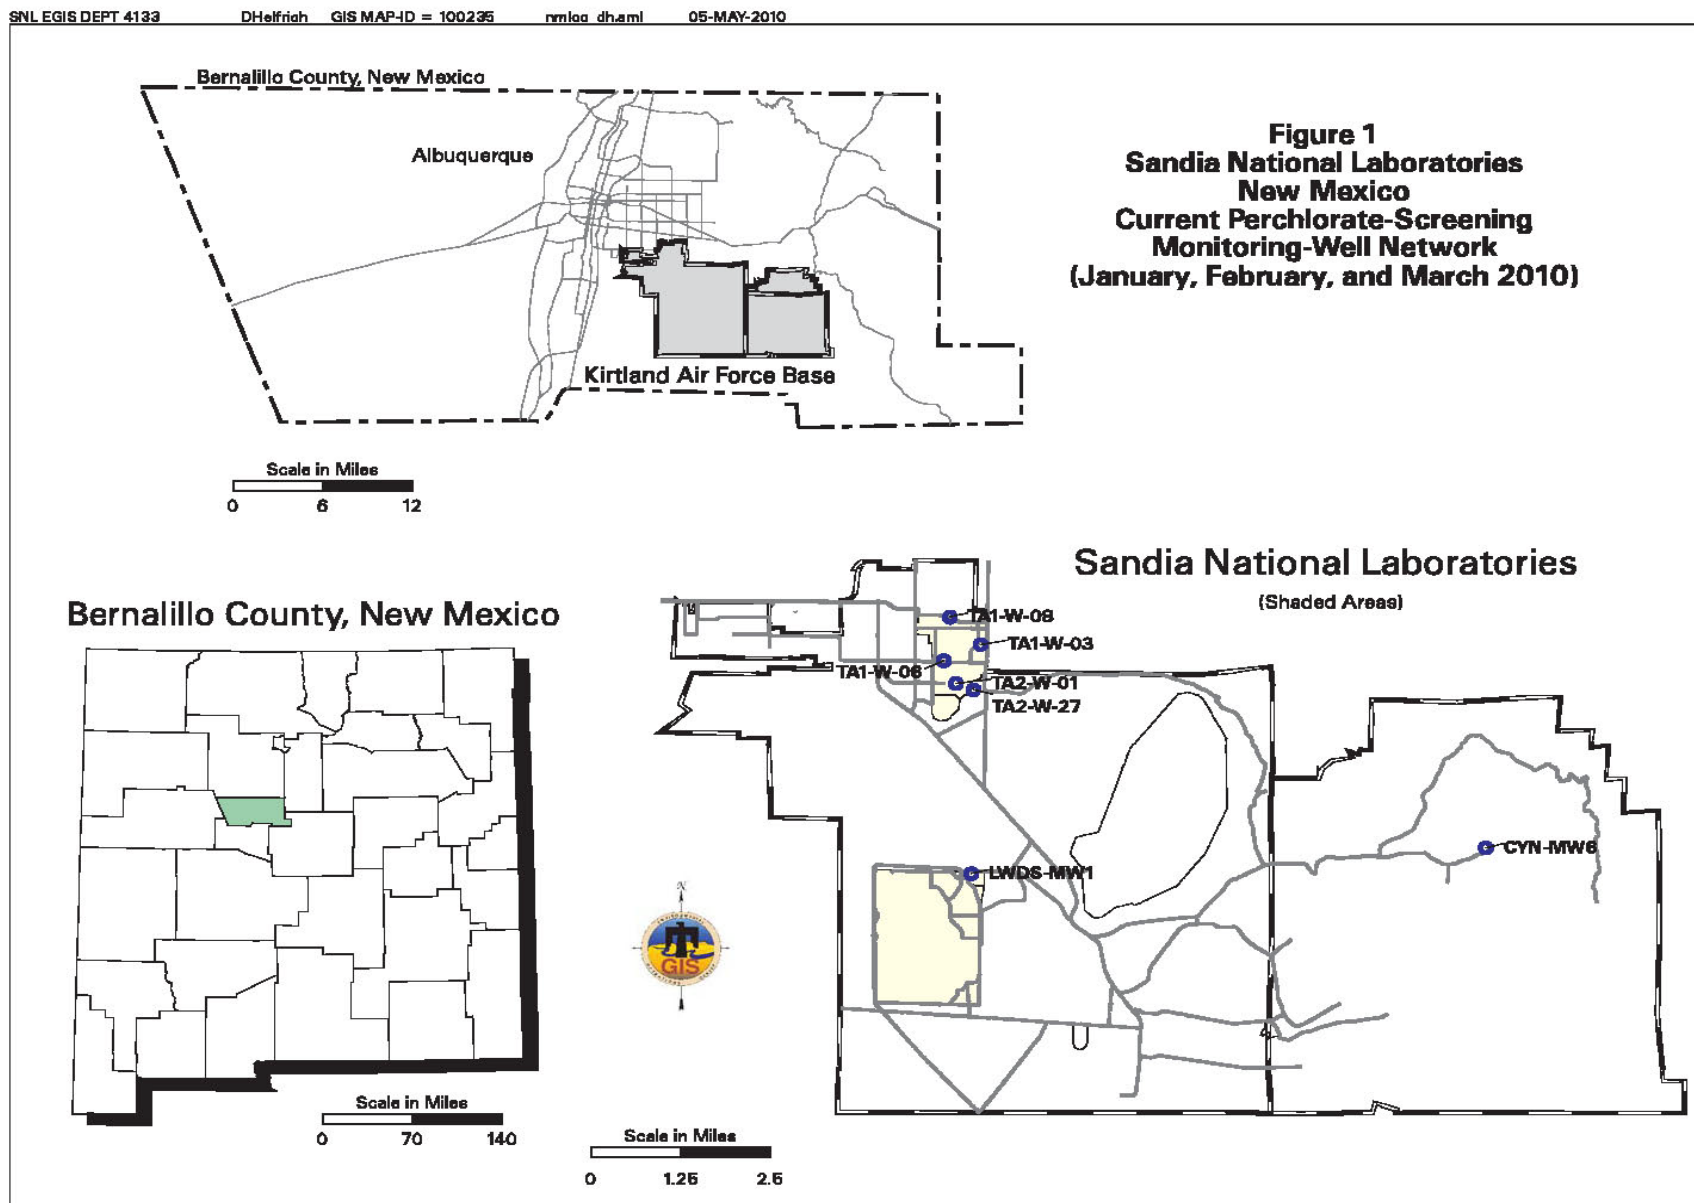 SNL EGIS DEPT 4133 DHelfrich GIS MAP-ID = 100235 nmloc_dh.aml 05-MAY-2010
Bernalillo County, New Mexico
Albuquerque
Kirtland Air Force Base
Figure 1
Sandia National Laboratories
New Mexico
Current Perchlorate-Screening
Monitoring-Well Network
(January, February, and March 2010)
Scale in Miles
0 6 12
Bernalillo County, New Mexico
Scale in Miles
0 70 140
N
GIS
Sandia National Laboratories
(Shaded Areas)
TA1-W-08
TA1-W-03
TA1-W-06
TA2-W-01
TA2-W-27
CYN-MW6
LWDS-MW1
Scale in Miles
0 1.25 2.5